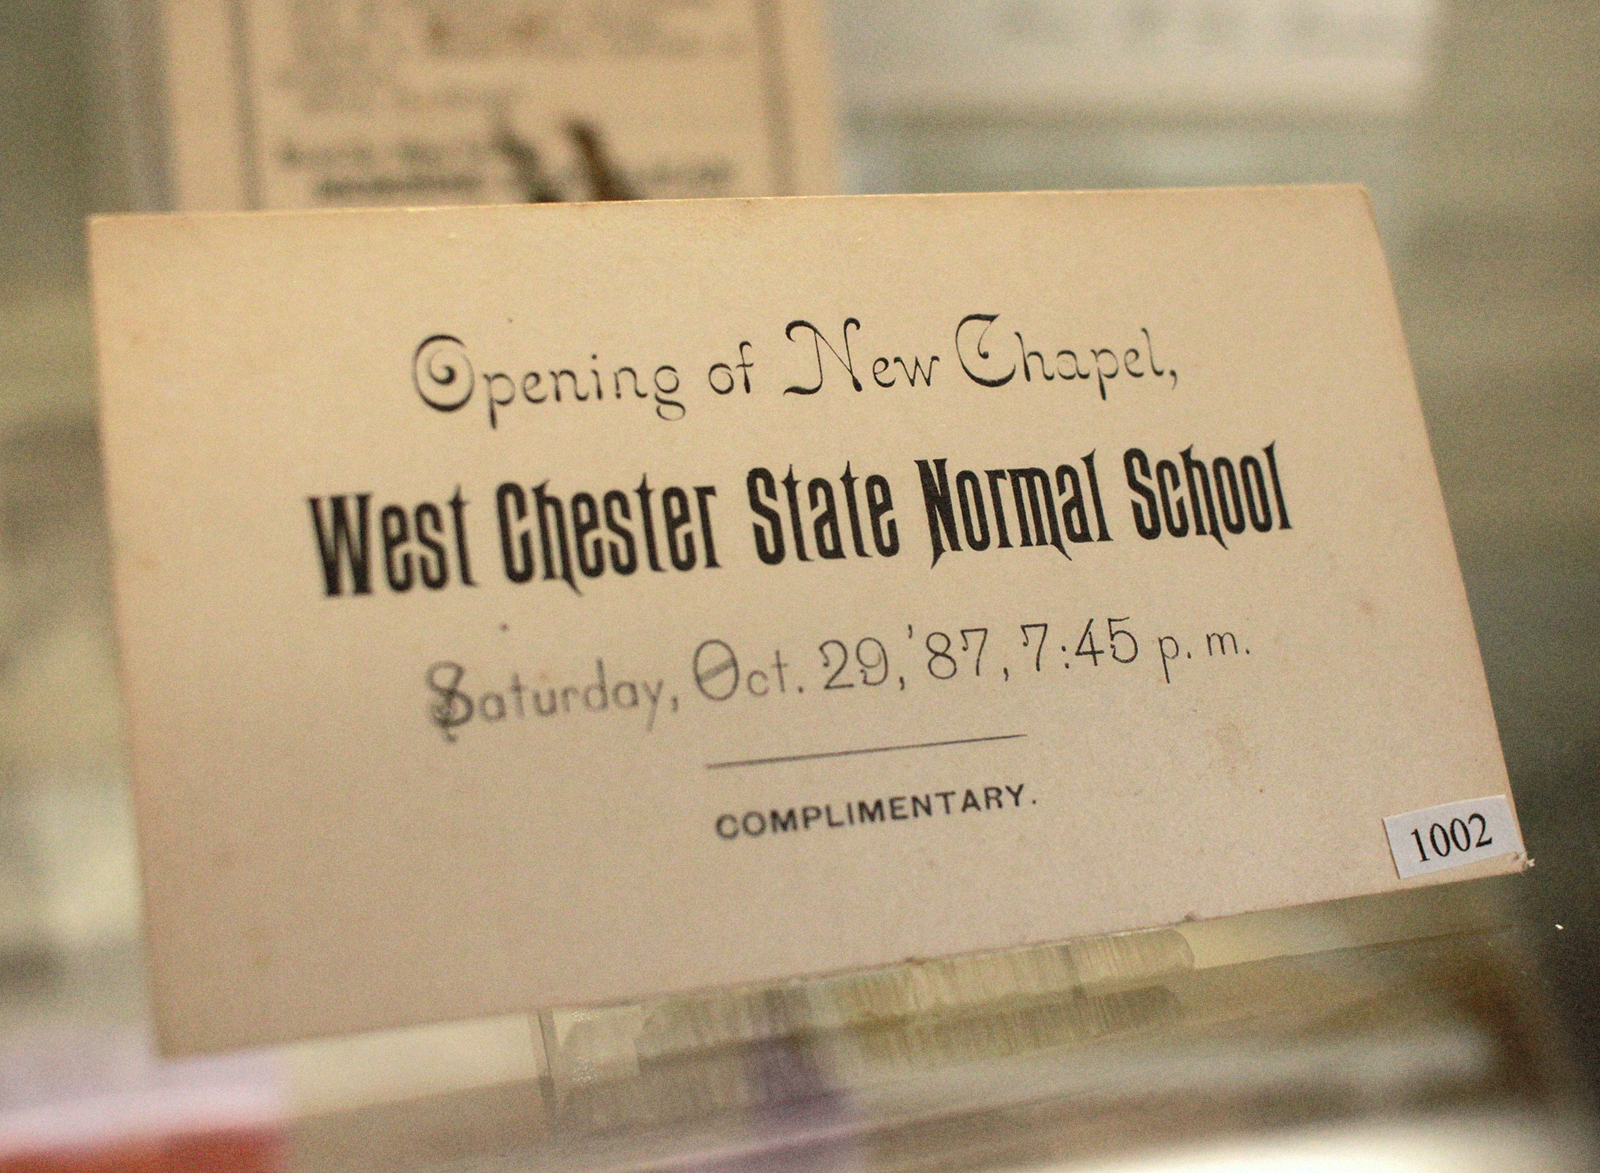 Opening of New Chapel,
West Chester State Normal School
Saturday, Oct. 29, '87, 7:45 p. m.
COMPLIMENTARY.
1002